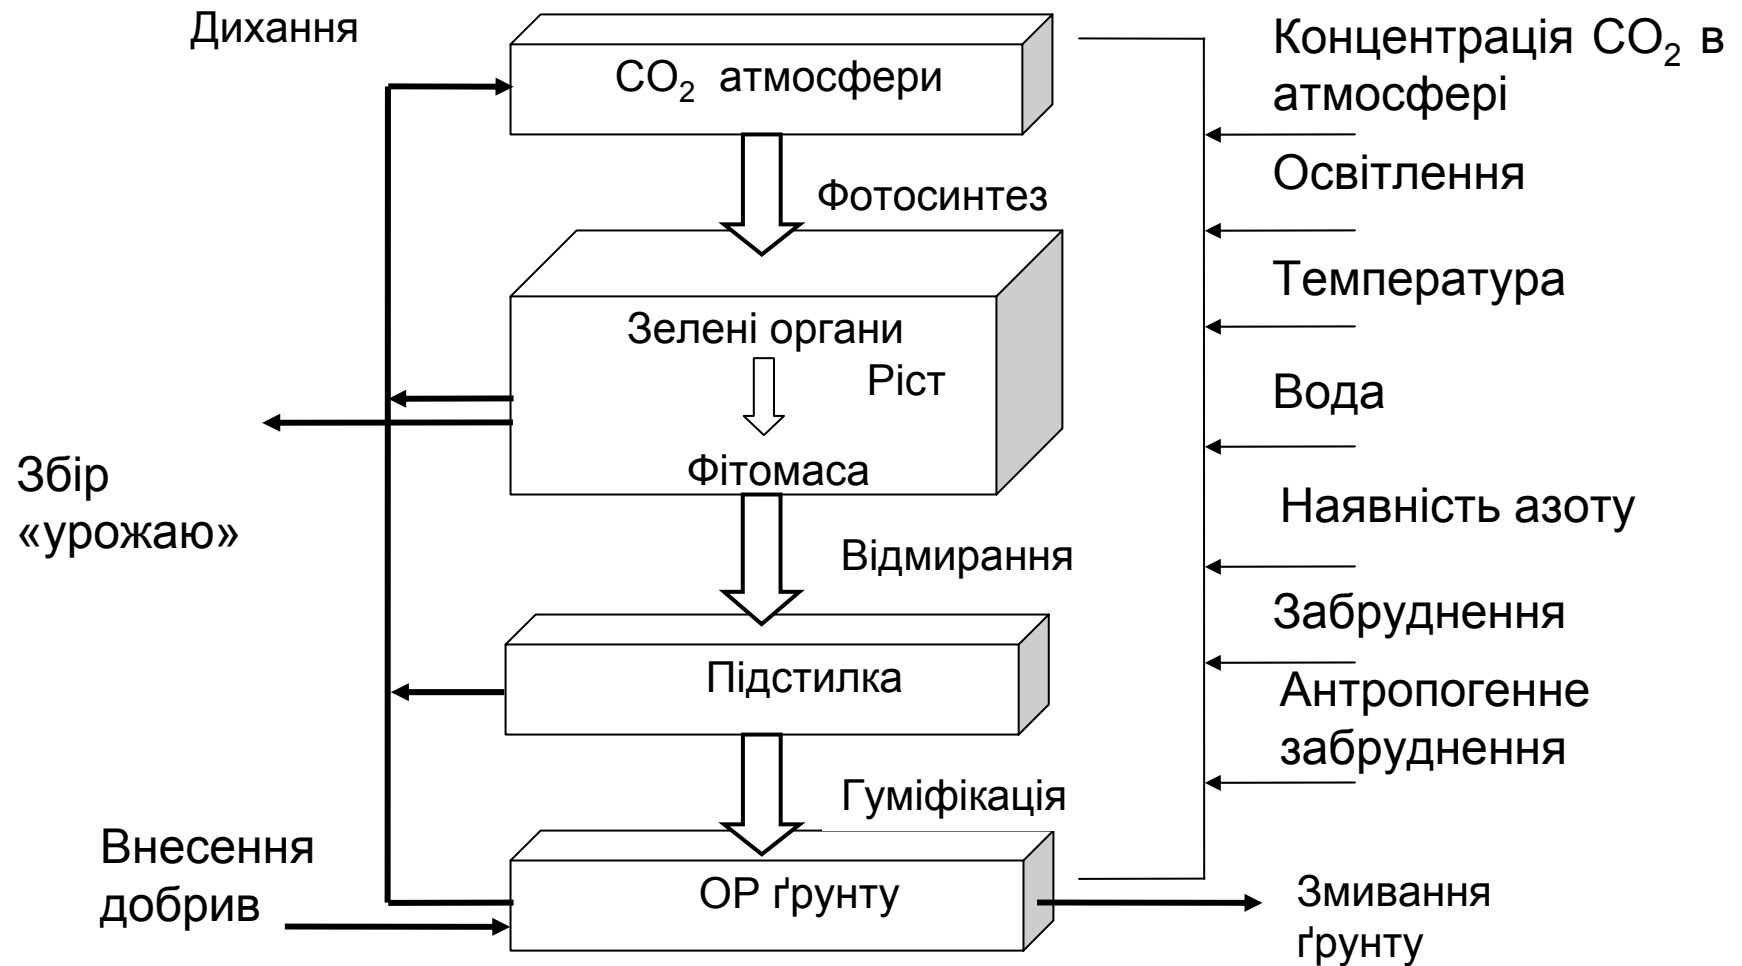 Дихання
CO2 атмосфери
Концентрація CO2 в
атмосфері
Освітлення
Фотосинтез
Температура
Зелені органи
Ріст
Вода
Фітомаса
Збір
«урожаю»
Наявність азоту
Відмирання
Забруднення
Підстилка
Антропогенне
забруднення
Гуміфікація
Внесення
добрив
ОР ґрунту
Змивання
ґрунту